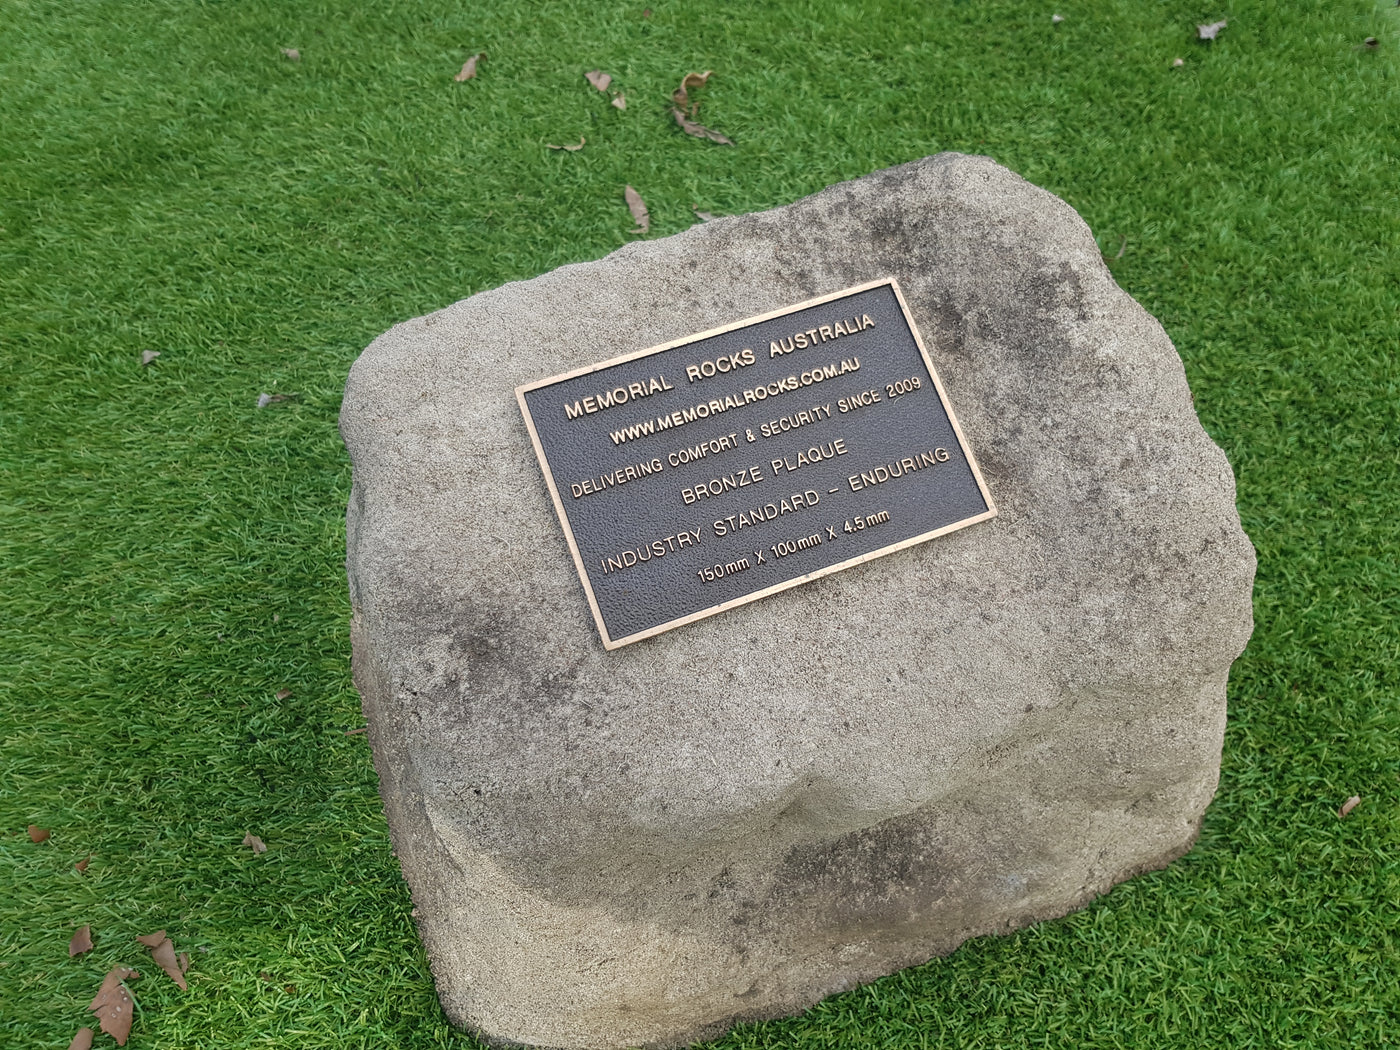 MEMORIAL ROCKS AUSTRALIA
WWW.MEMORIALROCKS.COM.AU
DELIVERING COMFORT & SECURITY SINCE 2009
BRONZE PLAQUE
INDUSTRY STANDARD - ENDURING
150mm X 100mm X 4.5mm